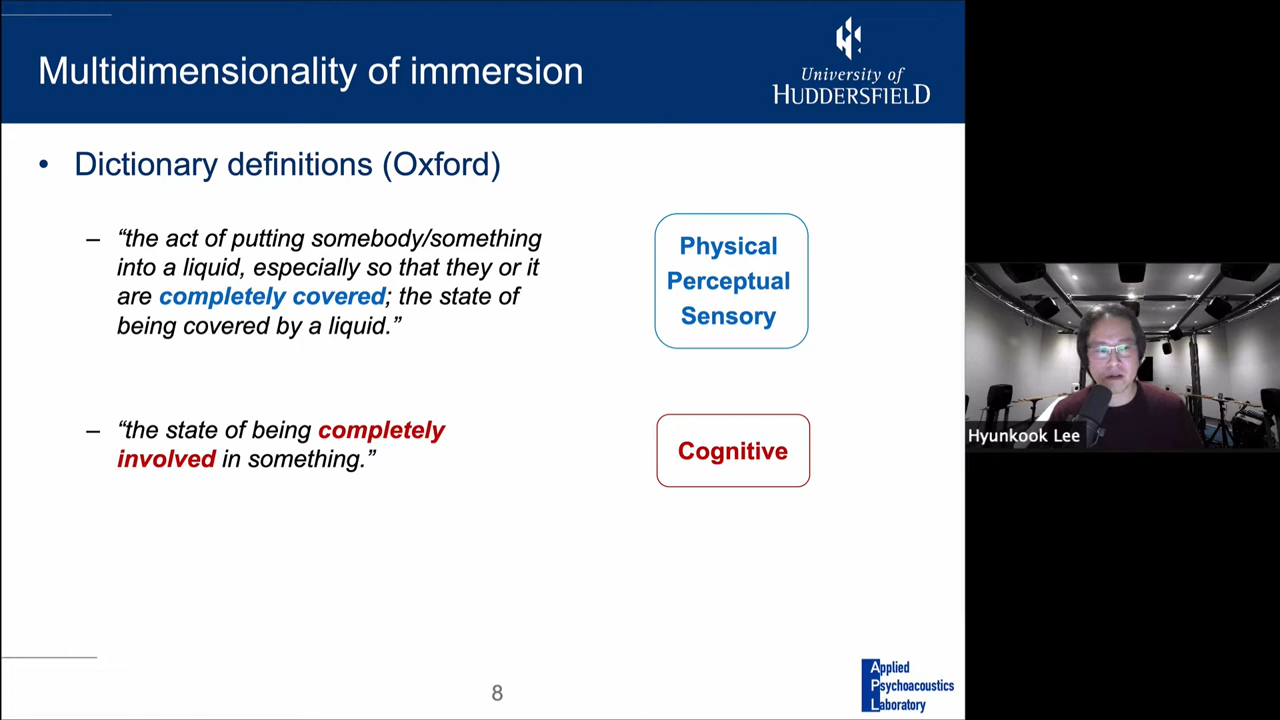 Multidimensionality of immersion
University of
HUDDERSFIELD
• Dictionary definitions (Oxford)
– “the act of putting somebody/something
into a liquid, especially so that they or it
are completely covered; the state of
being covered by a liquid.”
Physical
Perceptual
Sensory
– “the state of being completely
involved in something.”
Cognitive
Hyunkook Lee
8
Applied
Psychoacoustics
Laboratory